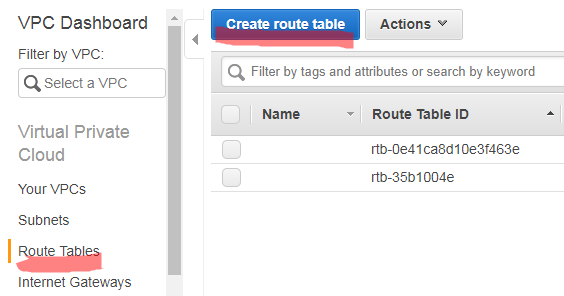 VPC Dashboard
Filter by VPC:
Select a VPC
Virtual Private
Cloud
Your VPCs
Subnets
Route Tables
Internet Gateways
Create route table
Actions
Filter by tags and attributes or search by keyword
Name
Route Table ID
rtb-0e41ca8d10e3f463e
rtb-35b1004e